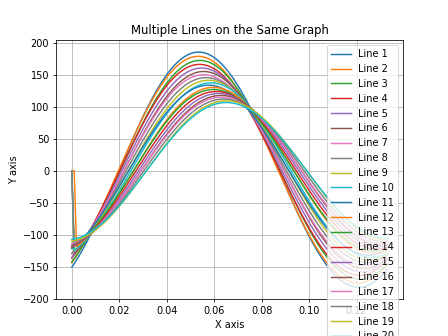 Multiple Lines on the Same Graph
200
150
100
50
0
−50
−100
−150
−200
Y axis
0.00 0.02 0.04 0.06 0.08 0.10
X axis
Line 1
Line 2
Line 3
Line 4
Line 5
Line 6
Line 7
Line 8
Line 9
Line 10
Line 11
Line 12
Line 13
Line 14
Line 15
Line 16
Line 17
Line 18
Line 19
Line 20